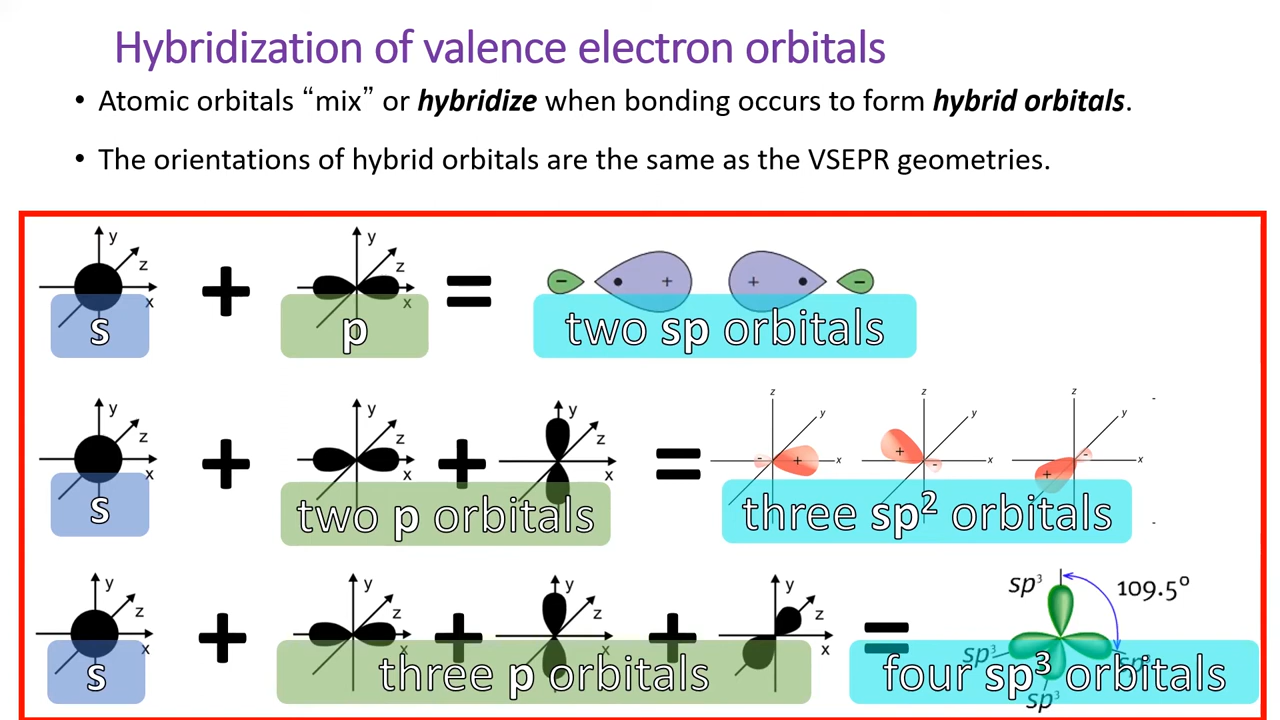 Hybridization of valence electron orbitals
• Atomic orbitals “mix” or hybridize when bonding occurs to form hybrid orbitals.
• The orientations of hybrid orbitals are the same as the VSEPR geometries.
y z x + y z x = − + + −
s p two sp orbitals
y z x + y z x + y z x = z y x - + z y x + - z y x + -
s two p orbitals three sp² orbitals
y z x + y z x + y z x + y z x = sp³ 109.5°
sp³ sp³
s three p orbitals four sp³ orbitals
sp³